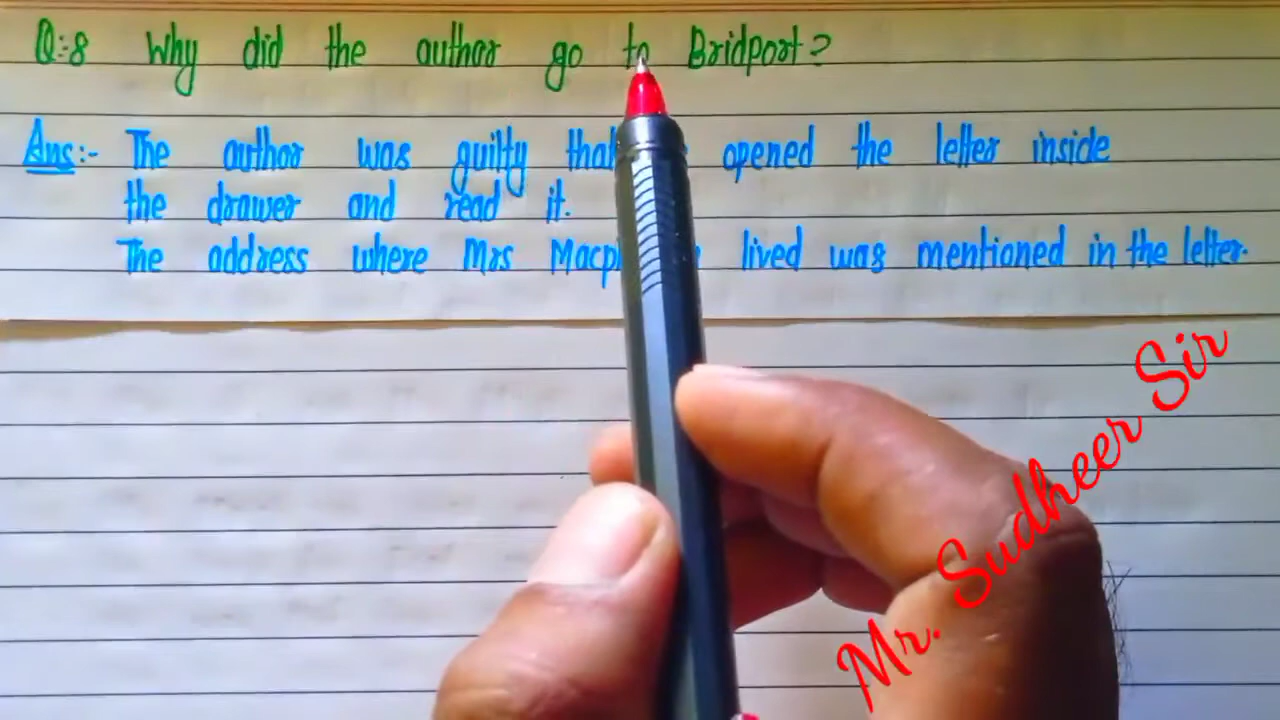 Q:-8 Why did the author go to Bridport?
Ans:- The author was guilty that opened the letter inside
the drawer and read it.
The address where Mrs lived was mentioned in the letter.
Mr. Sudheer Sir